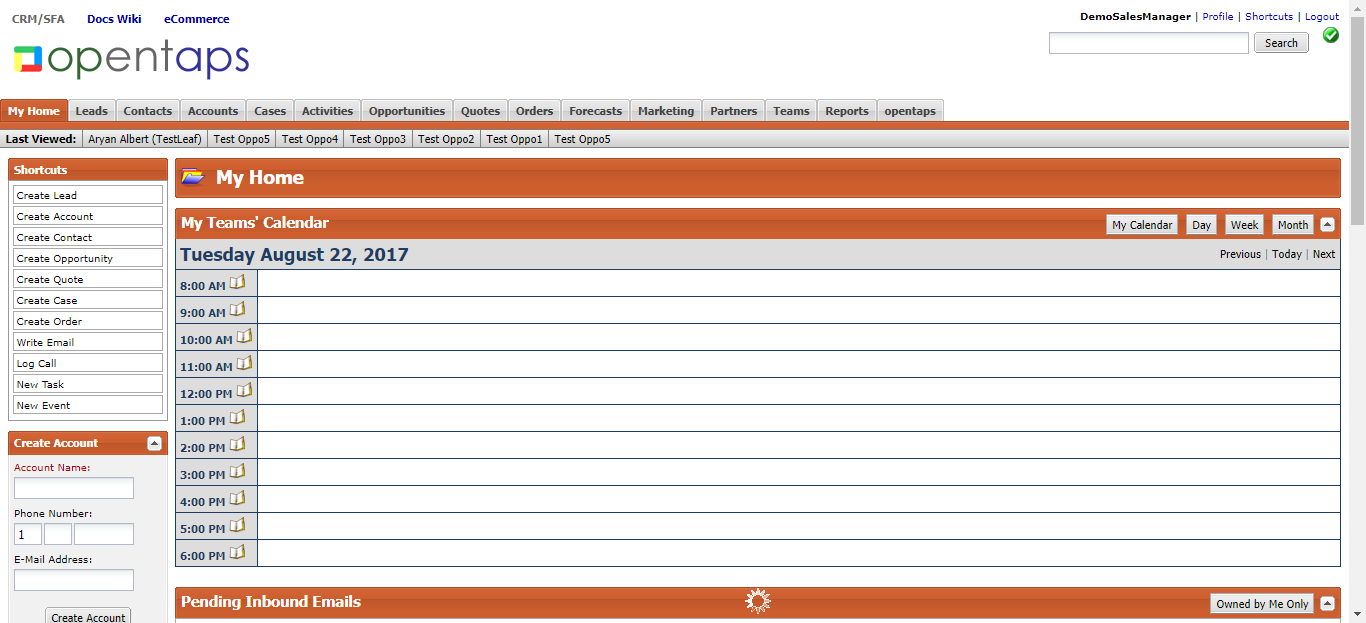 CRM/SFA Docs Wiki eCommerce
DemoSalesManager | Profile | Shortcuts | Logout
opentaps
Search
My Home Leads Contacts Accounts Cases Activities Opportunities Quotes Orders Forecasts Marketing Partners Teams Reports opentaps
Last Viewed: Aryan Albert (TestLeaf) Test Oppo5 Test Oppo4 Test Oppo3 Test Oppo2 Test Oppo1 Test Oppo5
Shortcuts
Create Lead
Create Account
Create Contact
Create Opportunity
Create Quote
Create Case
Create Order
Write Email
Log Call
New Task
New Event
Create Account
Account Name:
Phone Number:
1
E-Mail Address:
Create Account
My Home
My Teams' Calendar My Calendar Day Week Month
Tuesday August 22, 2017 Previous | Today | Next
8:00 AM
9:00 AM
10:00 AM
11:00 AM
12:00 PM
1:00 PM
2:00 PM
3:00 PM
4:00 PM
5:00 PM
6:00 PM
Pending Inbound Emails Owned by Me Only